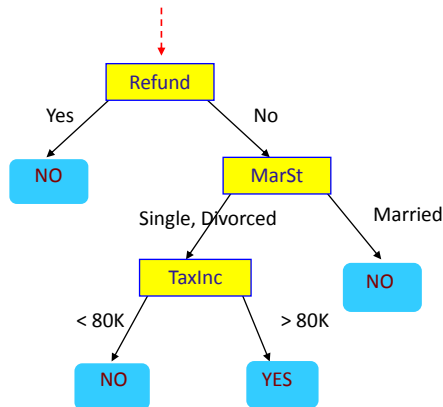 Refund
Yes
No
NO
MarSt
Single, Divorced
Married
TaxInc
NO
< 80K
> 80K
NO
YES